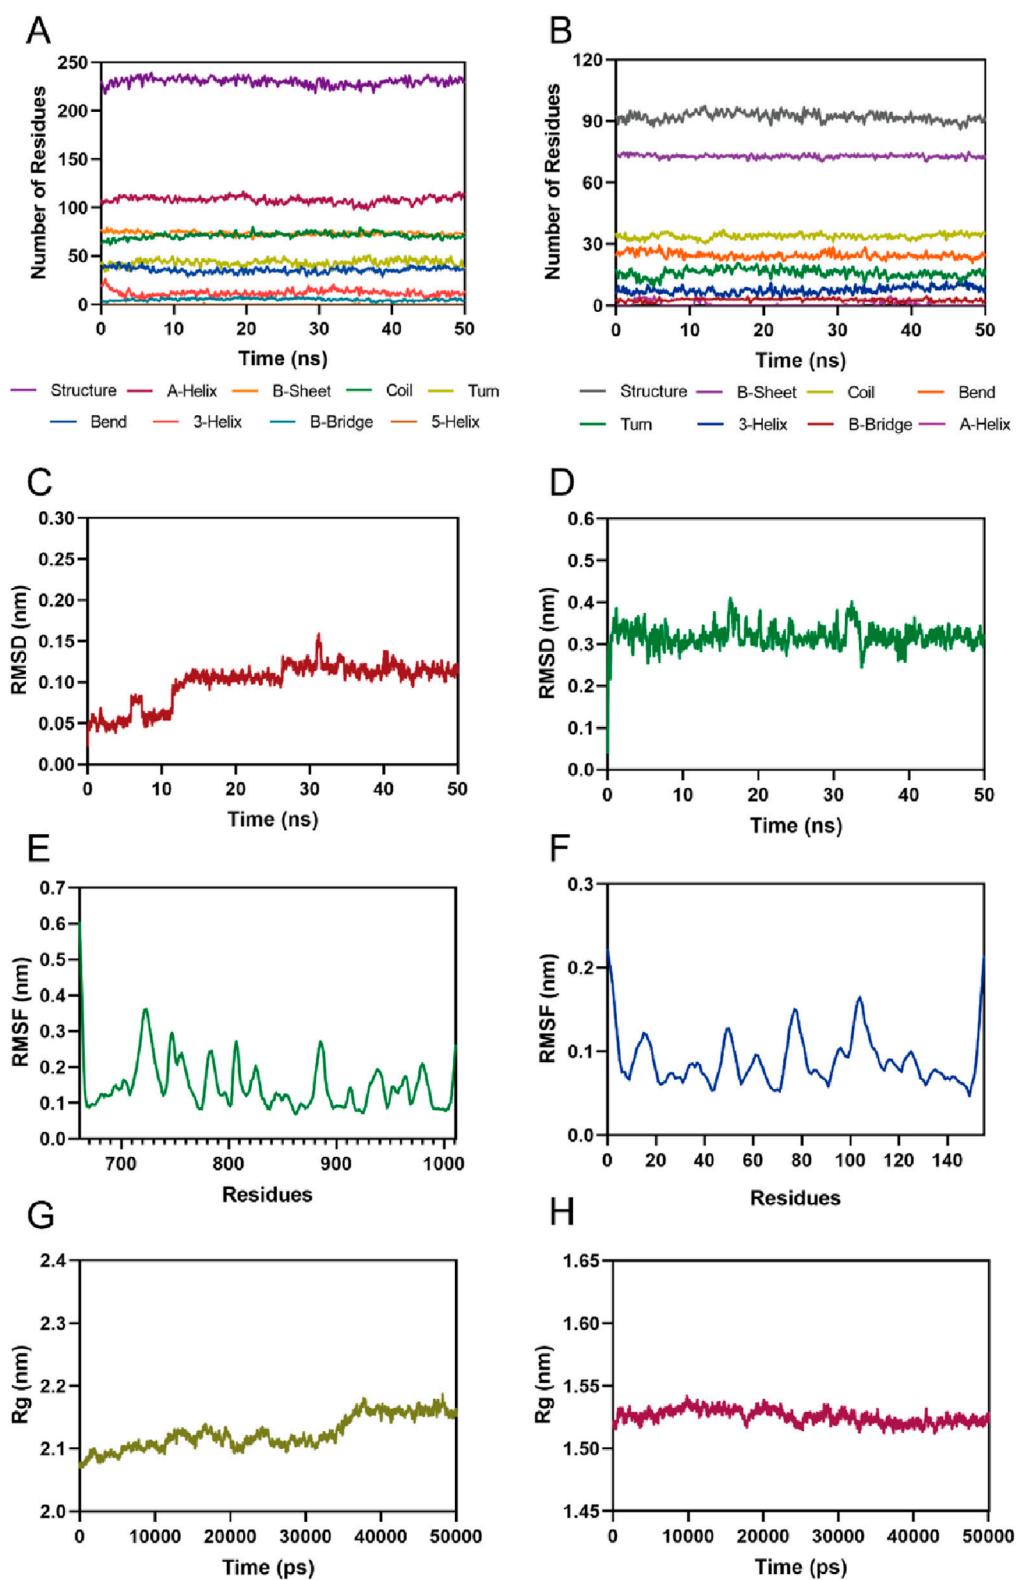 A
Number of Residues
250
200
150
100
50
0
0 10 20 30 40 50
Time (ns)
Structure A-Helix B-Sheet Coil Turn
Bend 3-Helix B-Bridge 5-Helix
B
Number of Residues
120
90
60
30
0
0 10 20 30 40 50
Time (ns)
Structure B-Sheet Coil Bend
Turn 3-Helix B-Bridge A-Helix
C
RMSD (nm)
0.30
0.25
0.20
0.15
0.10
0.05
0.00
0 10 20 30 40 50
Time (ns)
D
RMSD (nm)
0.6
0.5
0.4
0.3
0.2
0.1
0.0
0 10 20 30 40 50
Time (ns)
E
RMSF (nm)
0.7
0.6
0.5
0.4
0.3
0.2
0.1
0.0
700 800 900 1000
Residues
F
RMSF (nm)
0.3
0.2
0.1
0.0
0 20 40 60 80 100 120 140
Residues
G
Rg (nm)
2.4
2.3
2.2
2.1
2.0
0 10000 20000 30000 40000 50000
Time (ps)
H
Rg (nm)
1.65
1.60
1.55
1.50
1.45
0 10000 20000 30000 40000 50000
Time (ps)